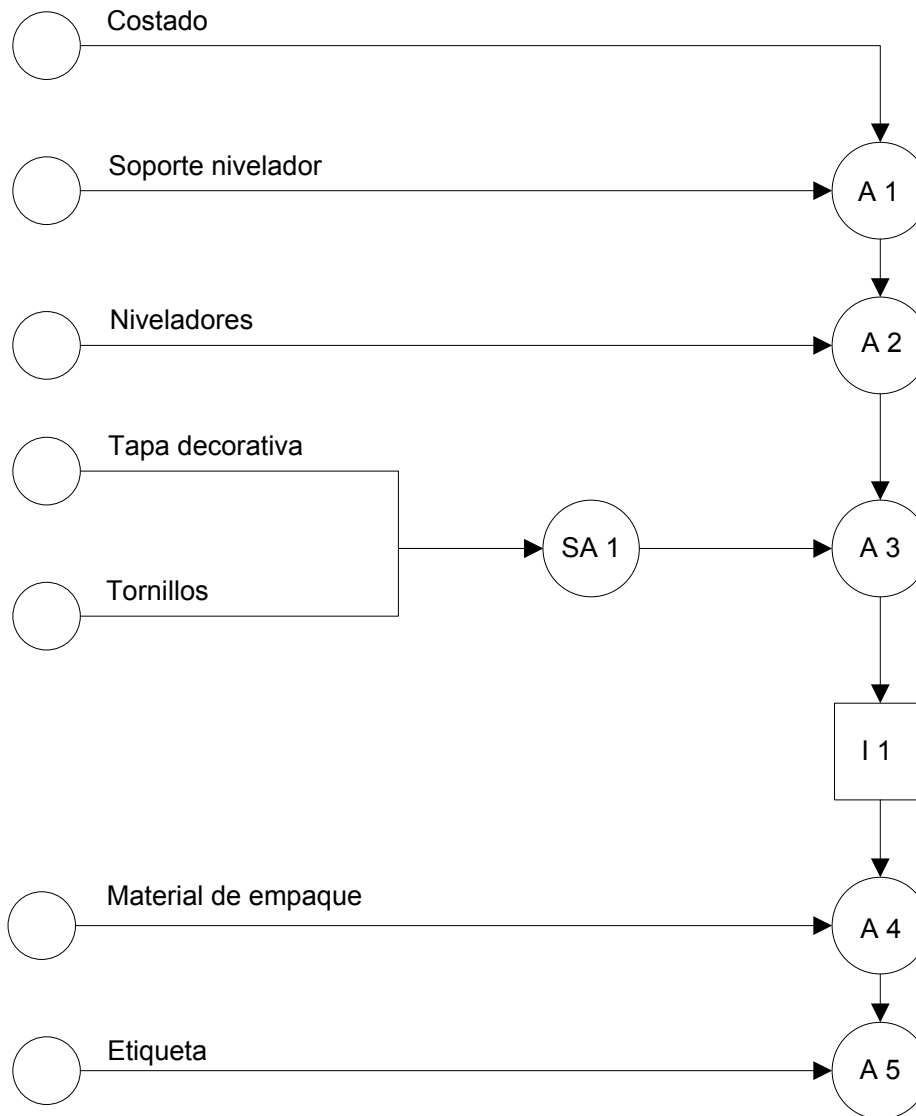 Costado
Soporte nivelador
A 1
Niveladores
A 2
Tapa decorativa
SA 1
A 3
Tornillos
I 1
Material de empaque
A 4
Etiqueta
A 5